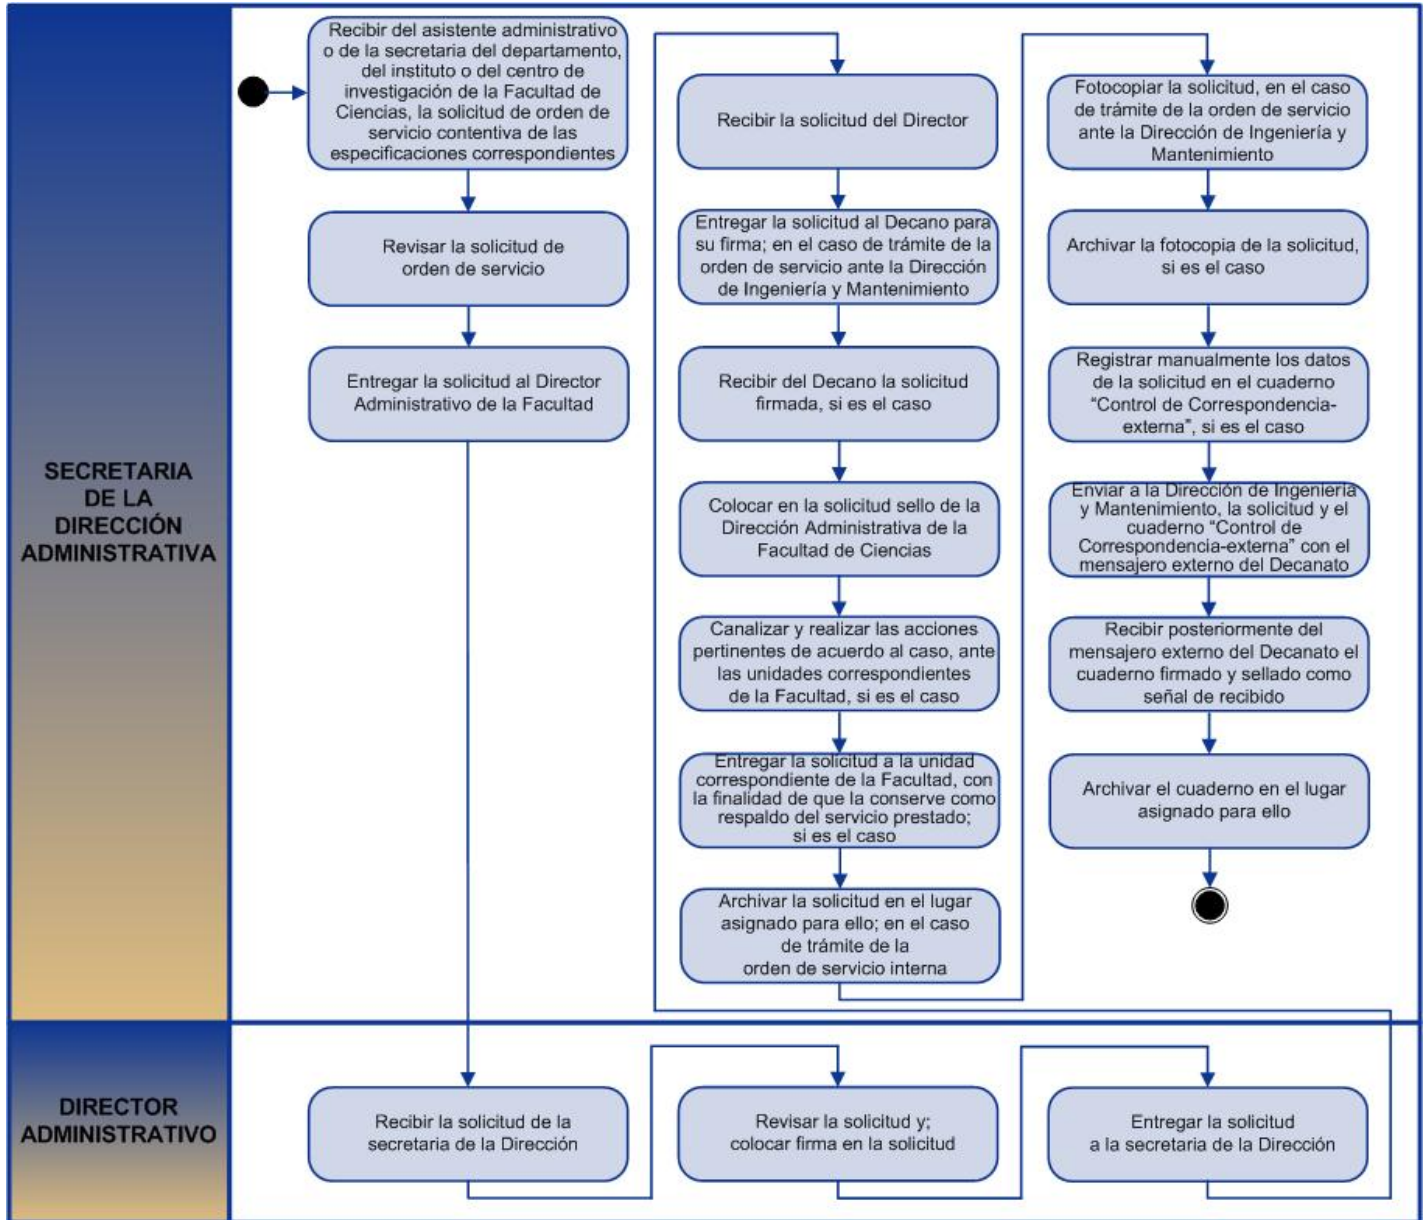 SECRETARIA
DE LA
DIRECCIÓN
ADMINISTRATIVA
Recibir del asistente administrativo
o de la secretaria del departamento,
del instituto o del centro de
investigación de la Facultad de
Ciencias, la solicitud de orden de
servicio contentiva de las
especificaciones correspondientes
Revisar la solicitud de
orden de servicio
Entregar la solicitud al Director
Administrativo de la Facultad
Recibir la solicitud del Director
Entregar la solicitud al Decano para
su firma; en el caso de trámite de la
orden de servicio ante la Dirección
de Ingeniería y Mantenimiento
Recibir del Decano la solicitud
firmada, si es el caso
Colocar en la solicitud sello de la
Dirección Administrativa de la
Facultad de Ciencias
Canalizar y realizar las acciones
pertinentes de acuerdo al caso, ante
las unidades correspondientes
de la Facultad, si es el caso
Entregar la solicitud a la unidad
correspondiente de la Facultad, con
la finalidad de que la conserve como
respaldo del servicio prestado;
si es el caso
Archivar la solicitud en el lugar
asignado para ello; en el caso
de trámite de la
orden de servicio interna
Fotocopiar la solicitud, en el caso
de trámite de la orden de servicio
ante la Dirección de Ingeniería y
Mantenimiento
Archivar la fotocopia de la solicitud,
si es el caso
Registrar manualmente los datos
de la solicitud en el cuaderno
“Control de Correspondencia-
externa”, si es el caso
Enviar a la Dirección de Ingeniería
y Mantenimiento, la solicitud y el
cuaderno “Control de
Correspondencia-externa” con el
mensajero externo del Decanato
Recibir posteriormente del
mensajero externo del Decanato el
cuaderno firmado y sellado como
señal de recibido
Archivar el cuaderno en el lugar
asignado para ello
DIRECTOR
ADMINISTRATIVO
Recibir la solicitud de la
secretaria de la Dirección
Revisar la solicitud y;
colocar firma en la solicitud
Entregar la solicitud
a la secretaria de la Dirección